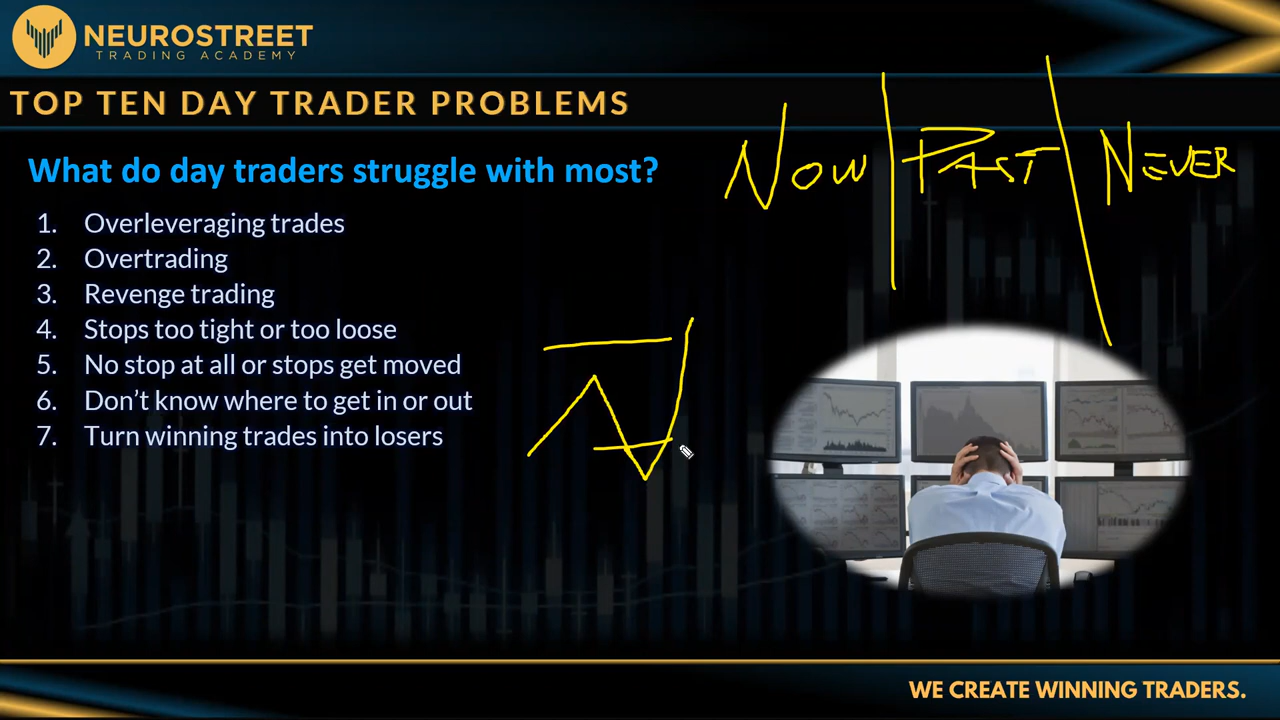 NEUROSTREET
TRADING ACADEMY
TOP TEN DAY TRADER PROBLEMS
NOW PAST NEVER
What do day traders struggle with most?
1. Overleveraging trades
2. Overtrading
3. Revenge trading
4. Stops too tight or too loose
5. No stop at all or stops get moved
6. Don't know where to get in or out
7. Turn winning trades into losers
WE CREATE WINNING TRADERS.